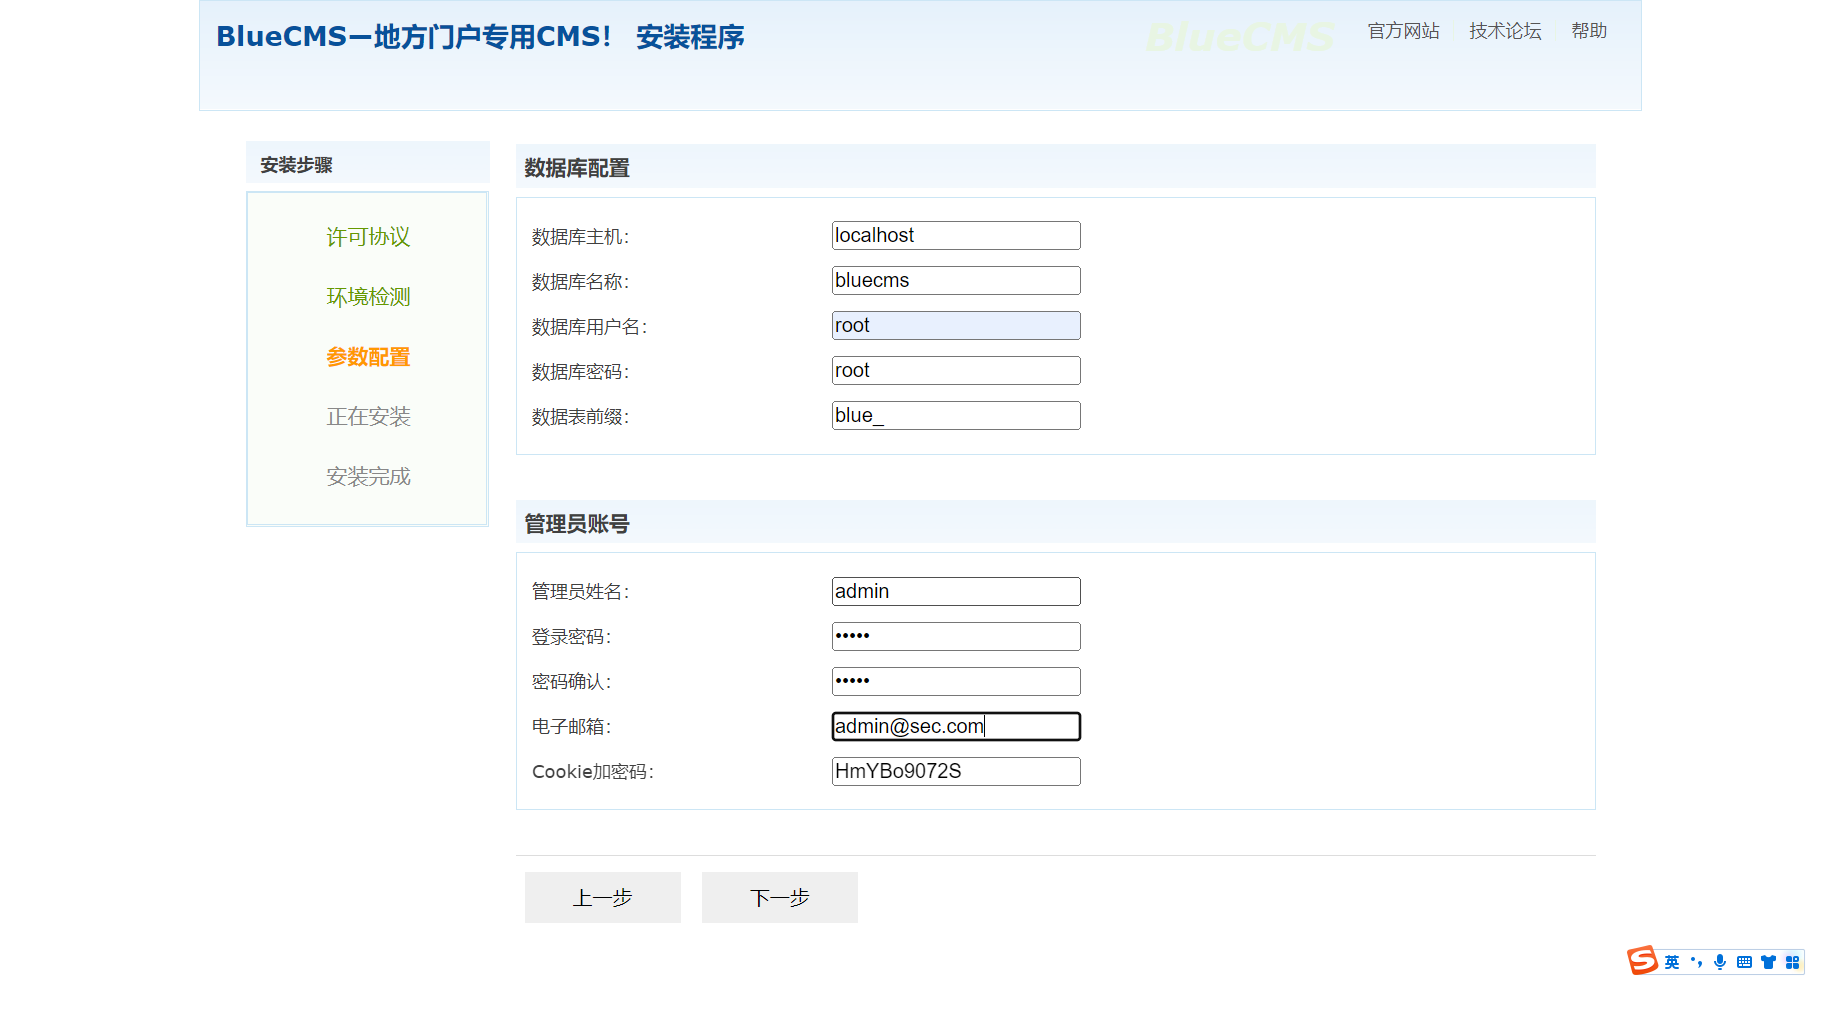 BlueCMS—地方门户专用CMS！ 安装程序
BlueCMS
官方网站 技术论坛 帮助
安装步骤
许可协议
环境检测
参数配置
正在安装
安装完成
数据库配置
数据库主机： localhost
数据库名称： bluecms
数据库用户名： root
数据库密码： root
数据表前缀： blue_
管理员账号
管理员姓名： admin
登录密码： •••••
密码确认： •••••
电子邮箱： admin@sec.com
Cookie加密码： HmYBo9072S
上一步 下一步
S 英